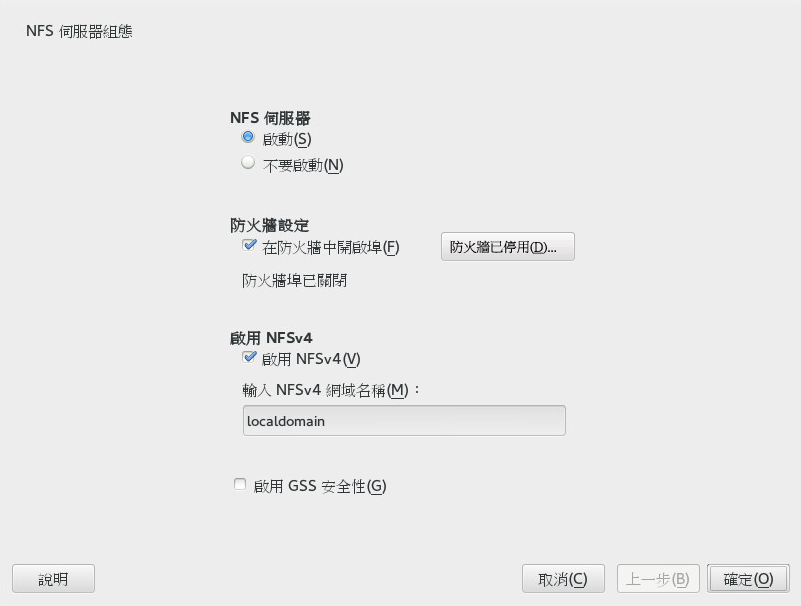 NFS 伺服器組態
NFS 伺服器
啟動(S)
不要啟動(N)
防火牆設定
在防火牆中開啟埠(F)
防火牆已停用(D)...
防火牆埠已關閉
啟用 NFSv4
啟用 NFSv4(V)
輸入 NFSv4 網域名稱(M)：
localdomain
啟用 GSS 安全性(G)
說明
取消(C)
上一步(B)
確定(O)